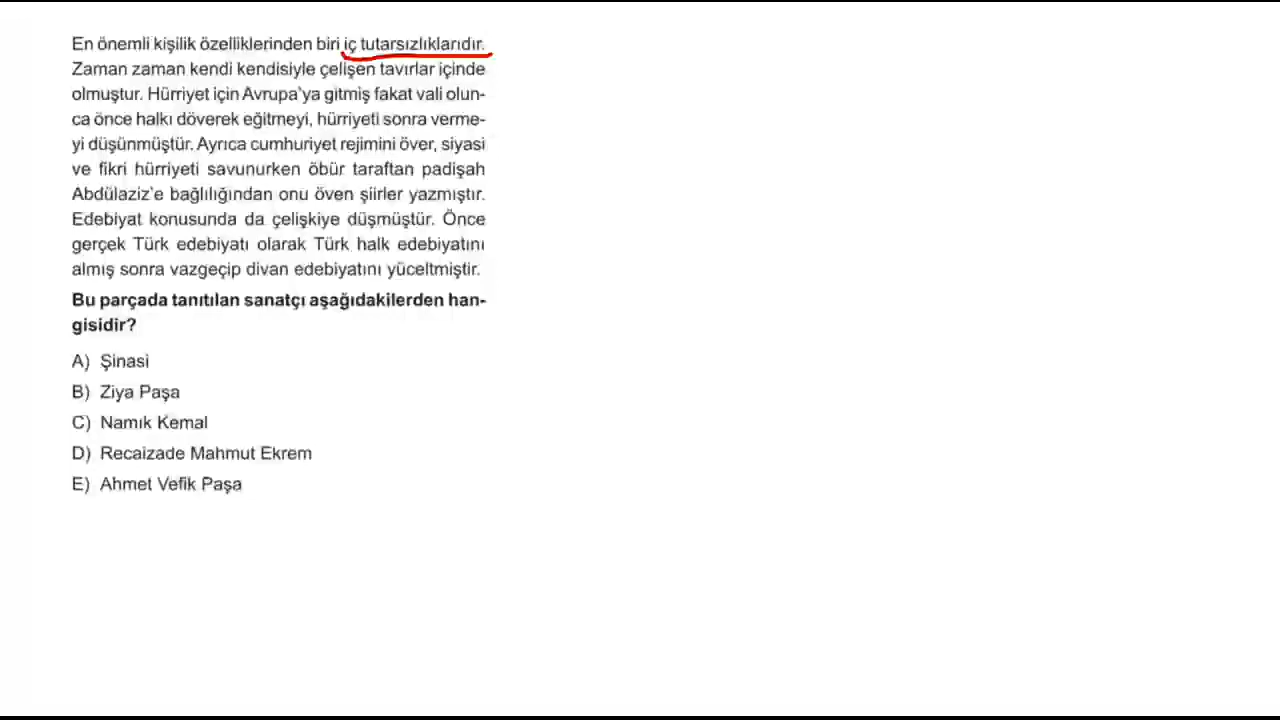 En önemli kişilik özelliklerinden biri iç tutarsızlıklarıdır.
Zaman zaman kendi kendisiyle çelişen tavırlar içinde
olmuştur. Hürriyet için Avrupa'ya gitmiş fakat vali olun-
ca önce halkı döverek eğitmeyi, hürriyeti sonra verme-
yi düşünmüştür. Ayrıca cumhuriyet rejimini över, siyasi
ve fikri hürriyeti savunurken öbür taraftan padişah
Abdülaziz'e bağlılığından onu öven şiirler yazmıştır.
Edebiyat konusunda da çelişkiye düşmüştür. Önce
gerçek Türk edebiyatı olarak Türk halk edebiyatını
almış sonra vazgeçip divan edebiyatını yüceltmiştir.
Bu parçada tanıtılan sanatçı aşağıdakilerden han-
gisidir?
A) Şinasi
B) Ziya Paşa
C) Namık Kemal
D) Recaizade Mahmut Ekrem
E) Ahmet Vefik Paşa